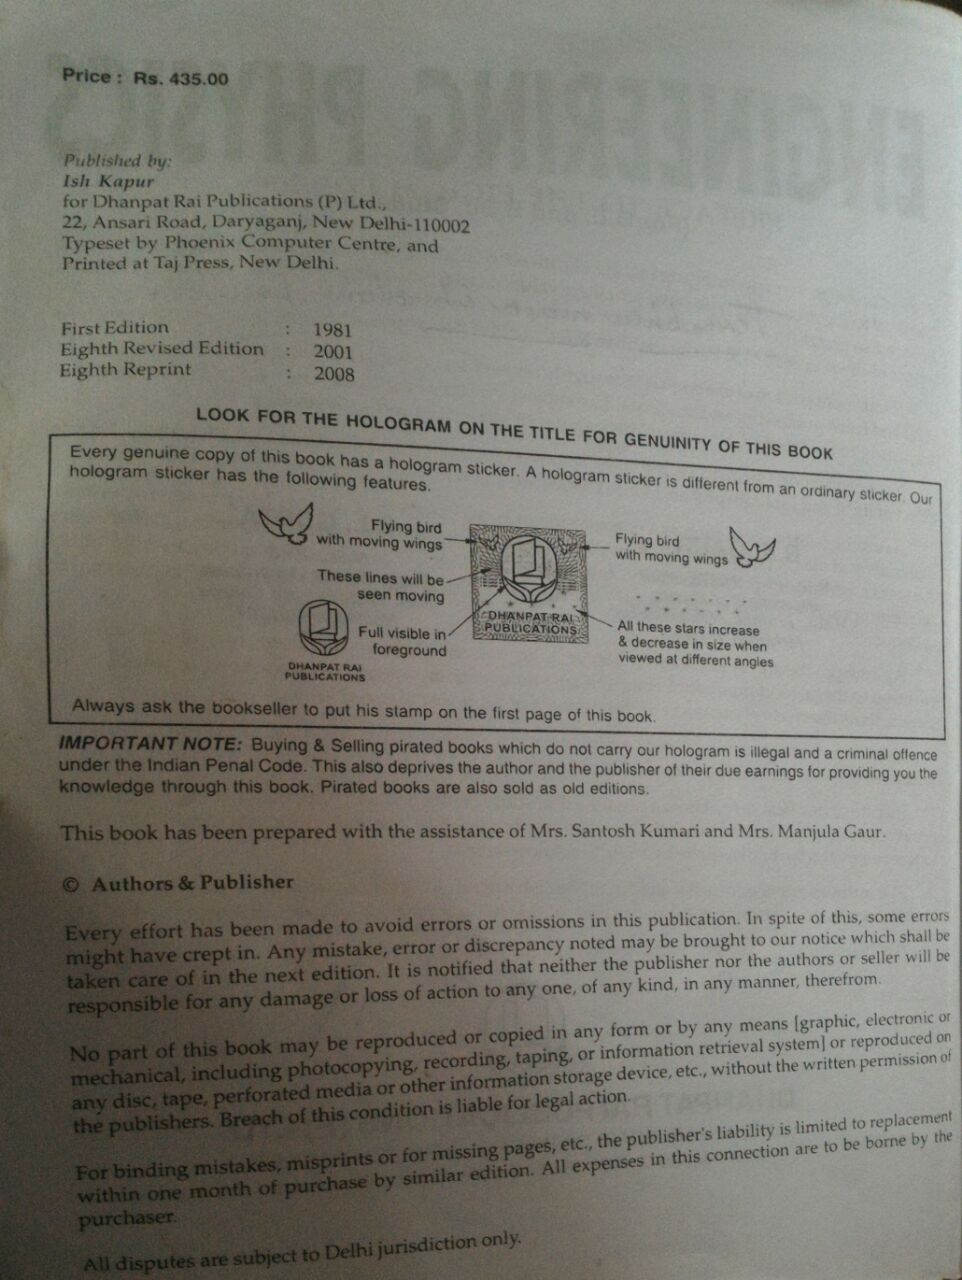 Price : Rs. 435.00
Published by:
Ish Kapur
for Dhanpat Rai Publications (P) Ltd.,
22, Ansari Road, Daryaganj, New Delhi-110002
Typeset by Phoenix Computer Centre, and
Printed at Taj Press, New Delhi.
First Edition : 1981
Eighth Revised Edition : 2001
Eighth Reprint : 2008
LOOK FOR THE HOLOGRAM ON THE TITLE FOR GENUINITY OF THIS BOOK
Every genuine copy of this book has a hologram sticker. A hologram sticker is different from an ordinary sticker. Our
hologram sticker has the following features.
Flying bird
with moving wings
Flying bird
with moving wings
These lines will be
seen moving
DHANPAT RAI
PUBLICATIONS
Full visible in
foreground
All these stars increase
& decrease in size when
viewed at different angles
DHANPAT RAI
PUBLICATIONS
Always ask the bookseller to put his stamp on the first page of this book.
IMPORTANT NOTE: Buying & Selling pirated books which do not carry our hologram is illegal and a criminal offence
under the Indian Penal Code. This also deprives the author and the publisher of their due earnings for providing you the
knowledge through this book. Pirated books are also sold as old editions.
This book has been prepared with the assistance of Mrs. Santosh Kumari and Mrs. Manjula Gaur.
© Authors & Publisher
Every effort has been made to avoid errors or omissions in this publication. In spite of this, some errors
might have crept in. Any mistake, error or discrepancy noted may be brought to our notice which shall be
taken care of in the next edition. It is notified that neither the publisher nor the authors or seller will be
responsible for any damage or loss of action to any one, of any kind, in any manner, therefrom.
No part of this book may be reproduced or copied in any form or by any means [graphic, electronic or
mechanical, including photocopying, recording, taping, or information retrieval system] or reproduced on
any disc, tape, perforated media or other information storage device, etc., without the written permission of
the publishers. Breach of this condition is liable for legal action.
For binding mistakes, misprints or for missing pages, etc., the publisher's liability is limited to replacement
within one month of purchase by similar edition. All expenses in this connection are to be borne by the
purchaser.
All disputes are subject to Delhi jurisdiction only.